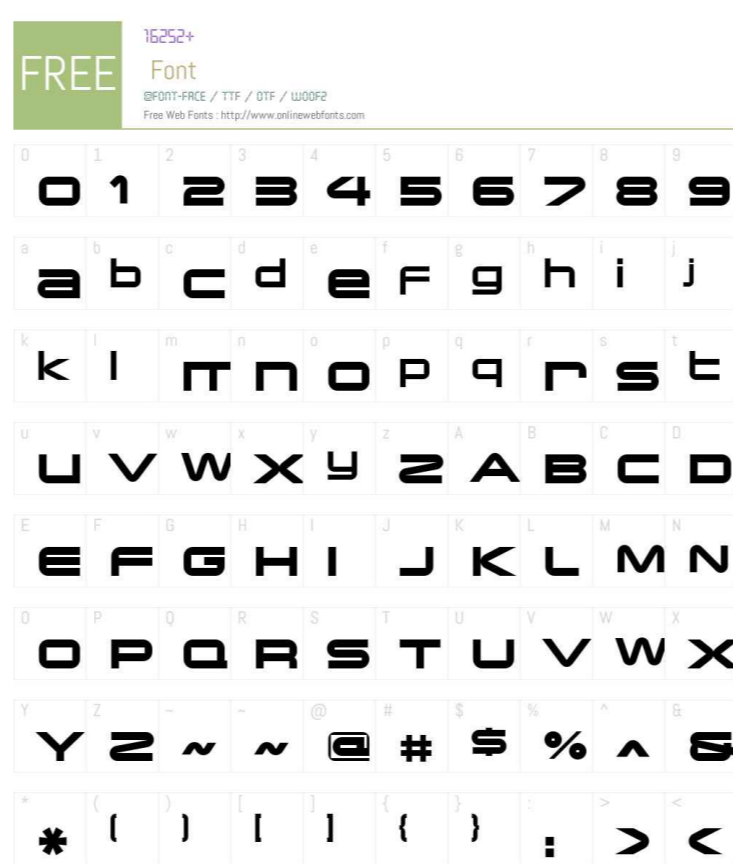 FREE
16252+
Font
@FONT-FACE / TTF / OTF / WOOF2
Free Web Fonts : http://www.onlinewebfonts.com
0 1 2 3 4 5 6 7 8 9
0 1 2 3 4 5 6 7 8 9
a b c d e f g h i j
a b c d e f g h i j
k l m n o p q r s t
k l m n o p q r s t
u v w x y z A B C D
u v w x y z A B C D
E F G H I J K L M N
E F G H I J K L M N
O P Q R S T U V W X
O P Q R S T U V W X
Y Z ~ ~ @ # $ % ^ &
Y Z ~ ~ @ # $ % ^ &
* ( ) [ ] { } : > <
* ( ) [ ] { } : > <